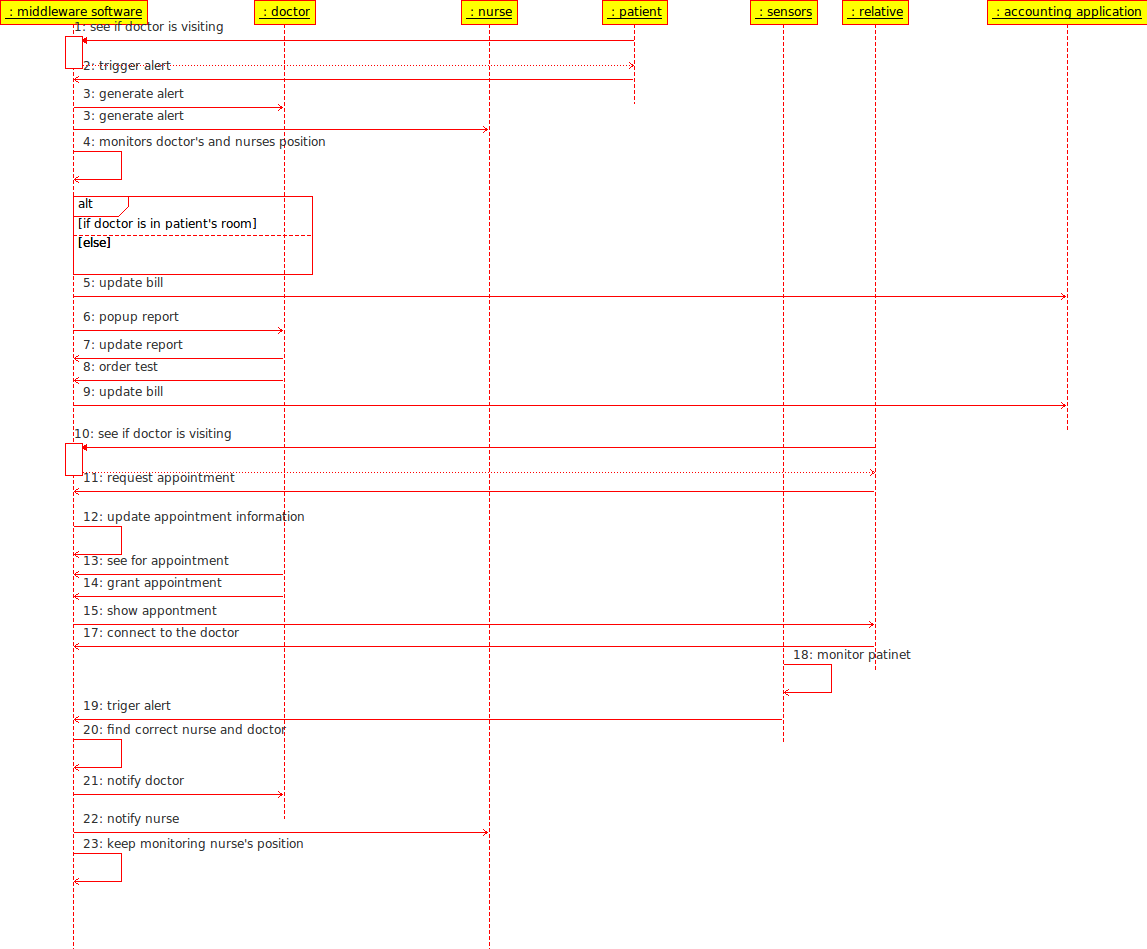 : middleware software
: doctor
: nurse
: patient
: sensors
: relative
: accounting application
1: see if doctor is visiting
2: trigger alert
3: generate alert
3: generate alert
4: monitors doctor's and nurses position
alt
[if doctor is in patient's room]
[else]
5: update bill
6: popup report
7: update report
8: order test
9: update bill
10: see if doctor is visiting
11: request appointment
12: update appointment information
13: see for appointment
14: grant appointment
15: show appontment
17: connect to the doctor
18: monitor patinet
19: triger alert
20: find correct nurse and doctor
21: notify doctor
22: notify nurse
23: keep monitoring nurse's position